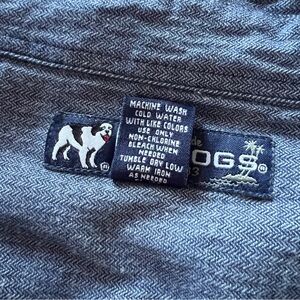 MACHINE WASH
COLD WATER
WITH LIKE COLORS
USE ONLY
NON-CHLORINE
BLEACH WHEN
NEEDED
TUMBLE DRY LOW
WARM IRON
AS NEEDED
®
OGS®
3